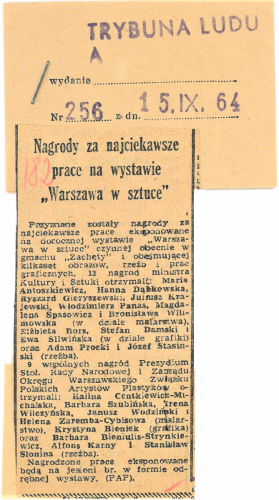 TRYBUNA LUDU
A
wydanie
Nr 256 z dn. 15.IX.64
Nagrody za najciekawsze
prace na wystawie
„Warszawa w sztuce"
182
Przyznane zostały nagrody za
najciekawsze prace eksponowane
na dorocznej wystawie „Warsza-
wa w sztuce" czynnej obecnie w
gmachu „Zachęty" i obejmującej
kilkaset obrazów, rzeźb i prac
graficznych. 12 nagród ministra
Kultury i Sztuki otrzymali: Maria
Antoszkiewicz, Hanna Dąbkowska,
Ryszard Gieryszewski, Juliusz Kra-
jewski, Włodzimierz Panas, Magda-
lena Spasowicz i Bronisława Wili-
mowska (w dziale malarstwa),
Elżbieta Bors, Stefan Damski i
Ewa Śliwińska (w dziale grafiki)
oraz Adam Procki i Józef Stasiń-
ski (rzeźba).
9 wspólnych nagród Prezydium
Stoł. Rady Narodowej i Zarządu
Okręgu Warszawskiego Związku
Polskich Artystów Plastyków o-
trzymali: Halina Centkiewicz-Mi-
chalska, Barbara Szubińska, Irena
Wilczyńska, Janusz Wodziński i
Helena Zaremba-Cybisowa (malar-
stwo), Krystyna Bieniek (grafika)
oraz Barbara Bieniulis-Strynkie-
wicz, Alfons Karny i Stanisław
Słonina (rzeźba).
Nagrodzone prace eksponowane
będą na jesieni br. w formie od-
rębnej wystawy. (PAF).